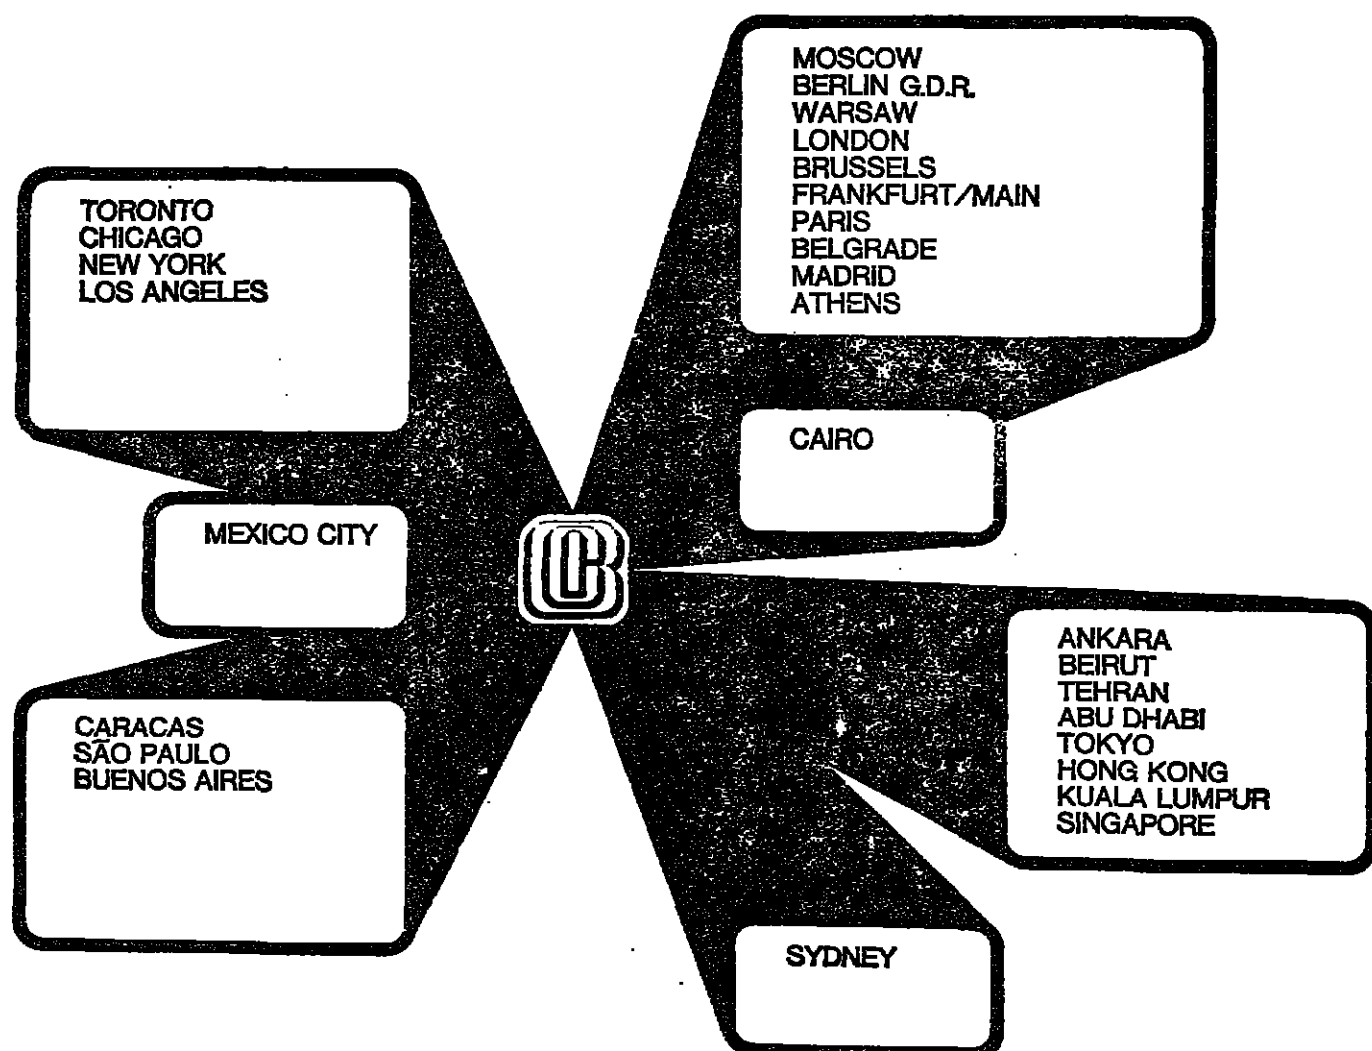 MOSCOW
BERLIN G.D.R.
WARSAW
LONDON
BRUSSELS
FRANKFURT/MAIN
PARIS
BELGRADE
MADRID
ATHENS
TORONTO
CHICAGO
NEW YORK
LOS ANGELES
CAIRO
MEXICO CITY
ANKARA
BEIRUT
TEHRAN
ABU DHABI
TOKYO
HONG KONG
KUALA LUMPUR
SINGAPORE
CARACAS
SÃO PAULO
BUENOS AIRES
SYDNEY